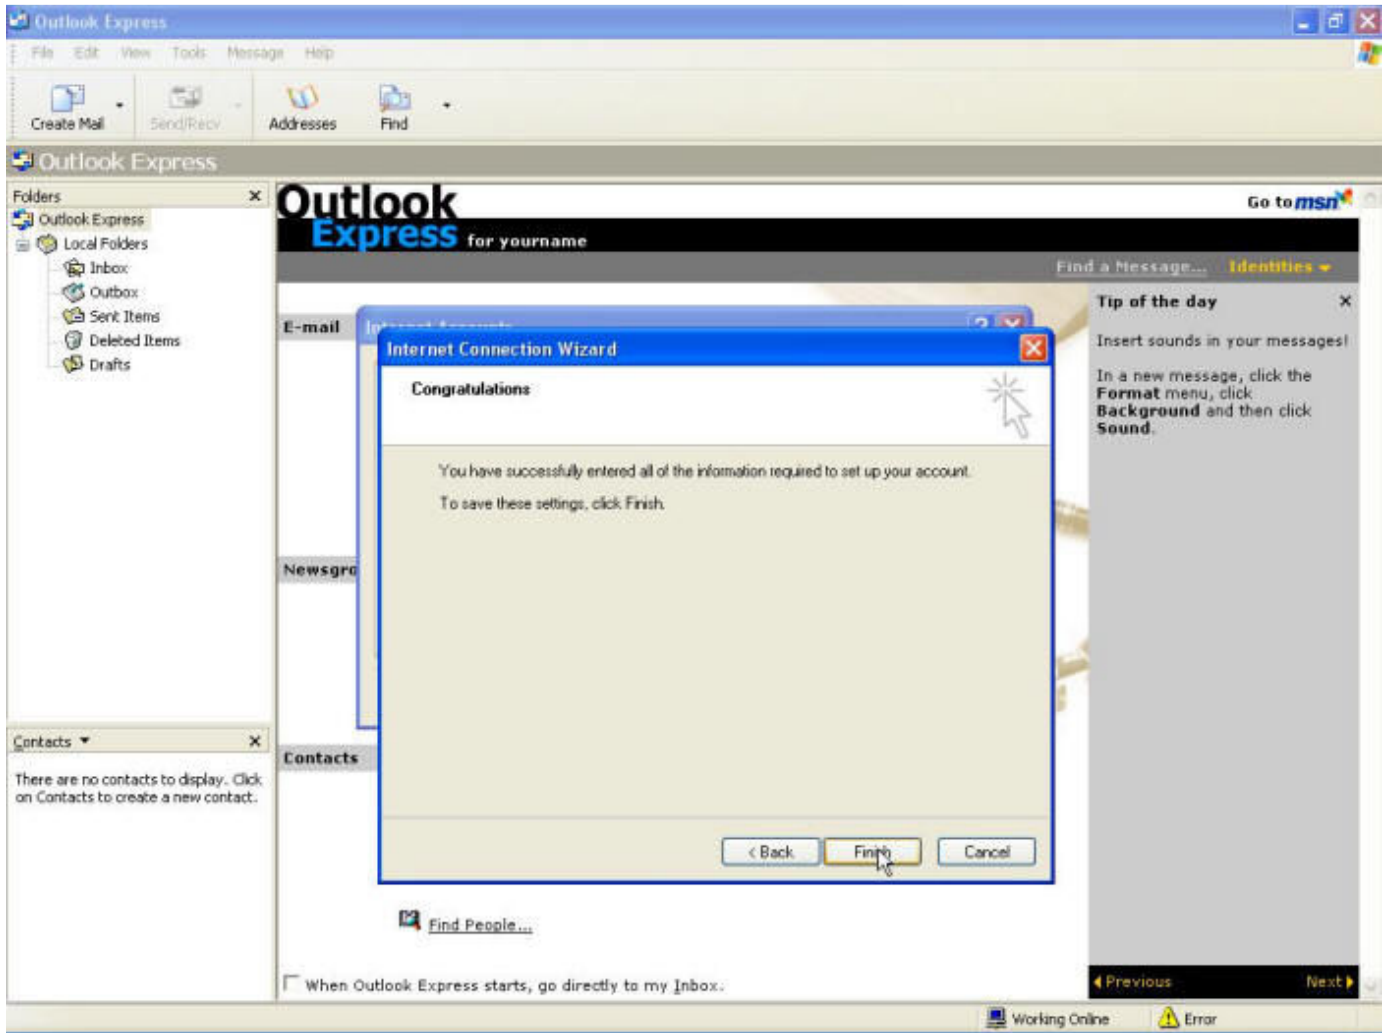 Outlook Express
File Edit View Tools Message Help
Create Mail Send/Recv Addresses Find
Outlook Express
Folders
Outlook Express
Local Folders
Inbox
Outbox
Sent Items
Deleted Items
Drafts
Contacts
There are no contacts to display. Click
on Contacts to create a new contact.
Outlook
Express for yourname
Go to msn
Find a Message... Identities
E-mail
Newsgro
Contacts
Find People...
When Outlook Express starts, go directly to my Inbox.
Internet Accounts
Internet Connection Wizard
Congratulations
You have successfully entered all of the information required to set up your account.
To save these settings, click Finish.
< Back Finish Cancel
Tip of the day
Insert sounds in your messages!
In a new message, click the
Format menu, click
Background and then click
Sound.
Previous Next
Working Online Error